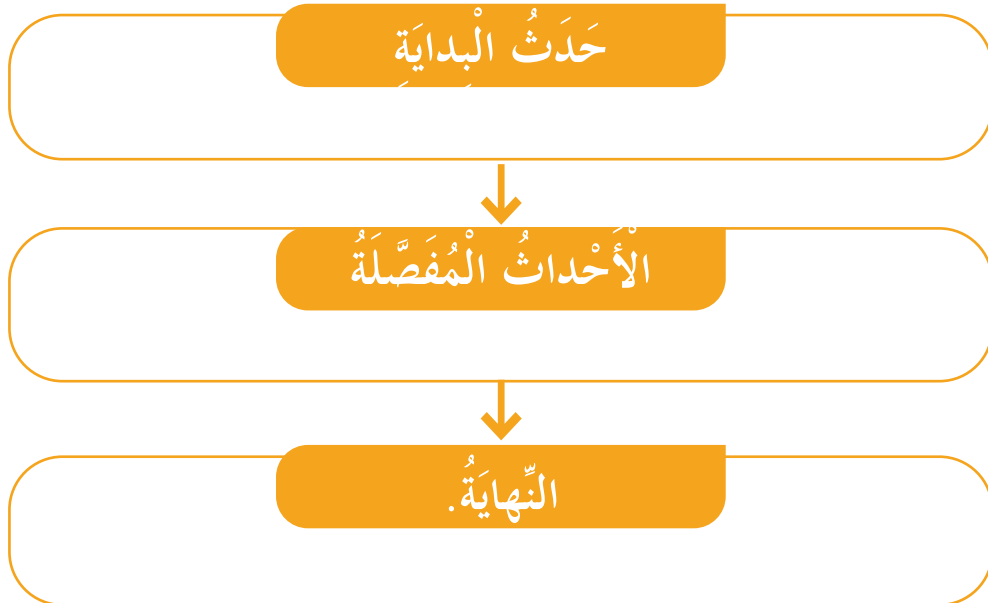 حَدَثُ الْبِدايَةِ
الْأَحْداثُ الْمُفَصَّلَةُ
النِّهايَةُ.